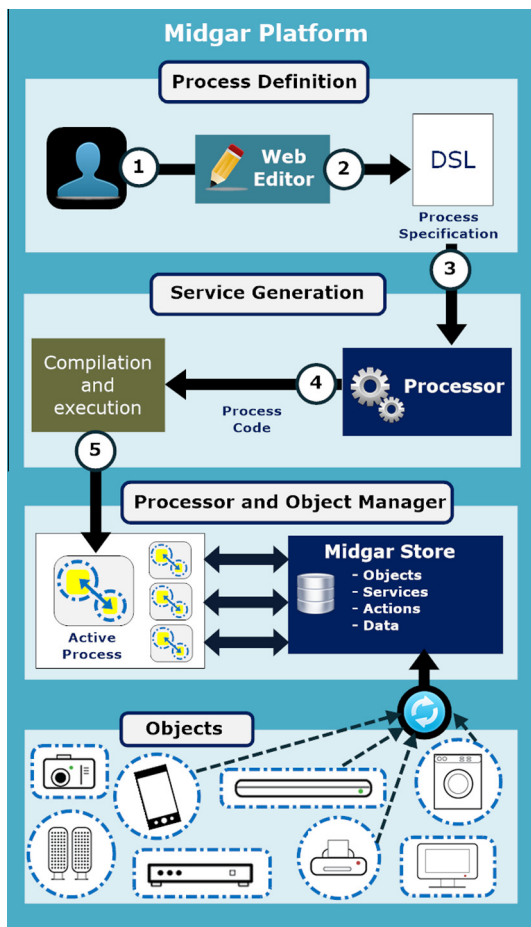 Midgar Platform
Process Definition
1
Web
Editor
2
DSL
Process
Specification
3
Service Generation
Compilation
and
execution
4
Process
Code
Processor
5
Processor and Object Manager
Active
Process
Midgar Store
- Objects
- Services
- Actions
- Data
Objects